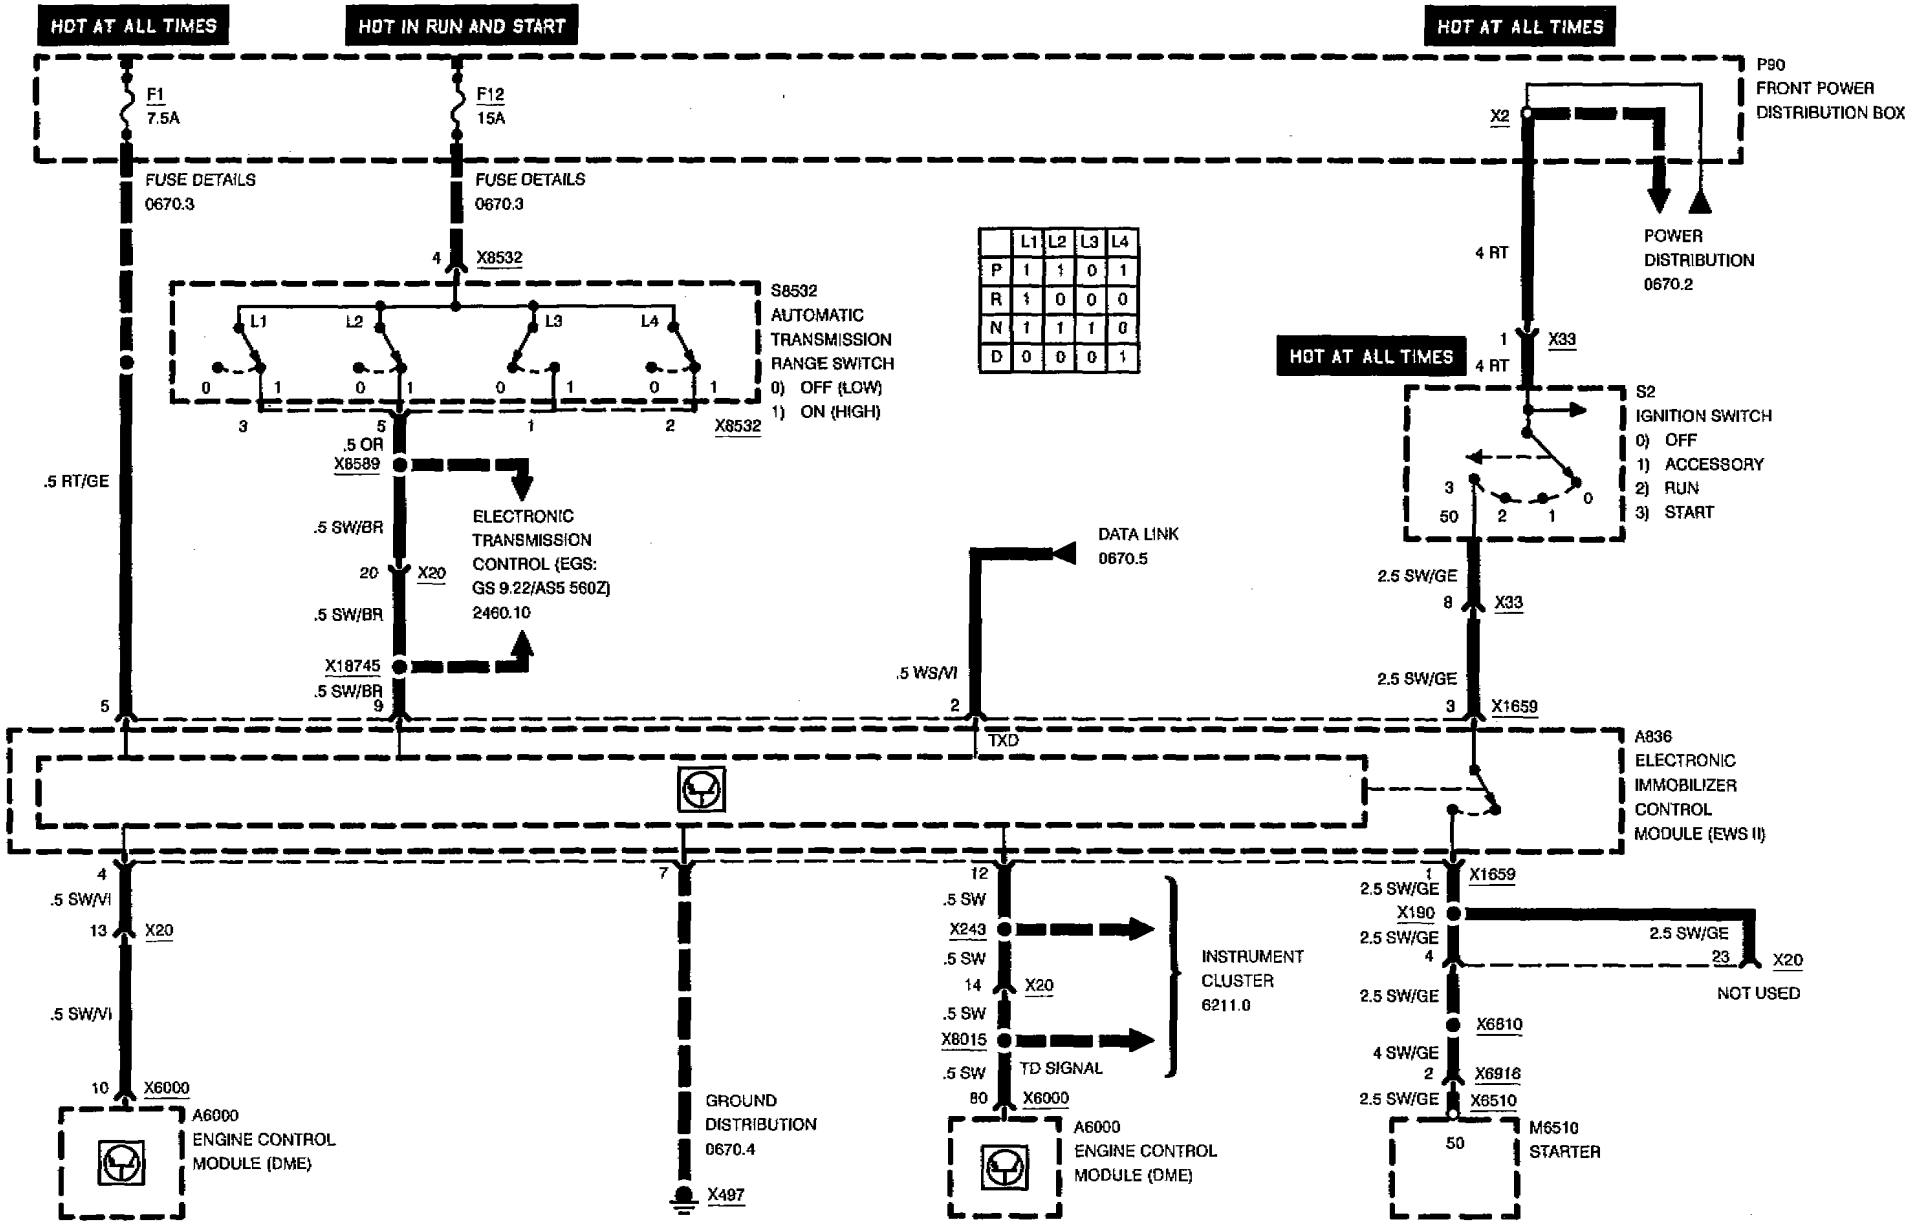 HOT AT ALL TIMES
HOT IN RUN AND START
HOT AT ALL TIMES
P90
FRONT POWER
DISTRIBUTION BOX
F1
7.5A
F12
15A
X2
FUSE DETAILS
0670.3
FUSE DETAILS
0670.3
POWER
DISTRIBUTION
0670.2
4 RT
4 X8532
L1 L2 L3 L4
P 1 1 0 1
R 1 0 0 0
N 1 1 1 0
D 0 0 0 1
S8532
AUTOMATIC
TRANSMISSION
RANGE SWITCH
0) OFF (LOW)
1) ON (HIGH)
L1 L2 L3 L4
0 1 0 1 0 1 0 1
3 5 1 2 X8532
1 X33
4 RT
HOT AT ALL TIMES
S2
IGNITION SWITCH
0) OFF
1) ACCESSORY
2) RUN
3) START
3 0
50 2 1
.5 OR
X8589
.5 RT/GE
.5 SW/BR
ELECTRONIC
TRANSMISSION
CONTROL (EGS:
GS 9.22/AS5 560Z)
2460.10
20 X20
.5 SW/BR
X18745
.5 SW/BR
DATA LINK
0670.5
.5 WS/VI
2.5 SW/GE
8 X33
2.5 SW/GE
5 9 2 3 X1659
TXD
A836
ELECTRONIC
IMMOBILIZER
CONTROL
MODULE (EWS II)
4 7 12 1 X1659
.5 SW/VI
13 X20
.5 SW/VI
10 X6000
A6000
ENGINE CONTROL
MODULE (DME)
GROUND
DISTRIBUTION
0670.4
X497
.5 SW
X243
.5 SW
14 X20
.5 SW
X8015
TD SIGNAL
.5 SW
80 X6000
INSTRUMENT
CLUSTER
6211.0
A6000
ENGINE CONTROL
MODULE (DME)
2.5 SW/GE
X190
2.5 SW/GE
2.5 SW/GE
4 23 X20
NOT USED
2.5 SW/GE
X6810
4 SW/GE
2 X6916
2.5 SW/GE X6510
50
M6510
STARTER